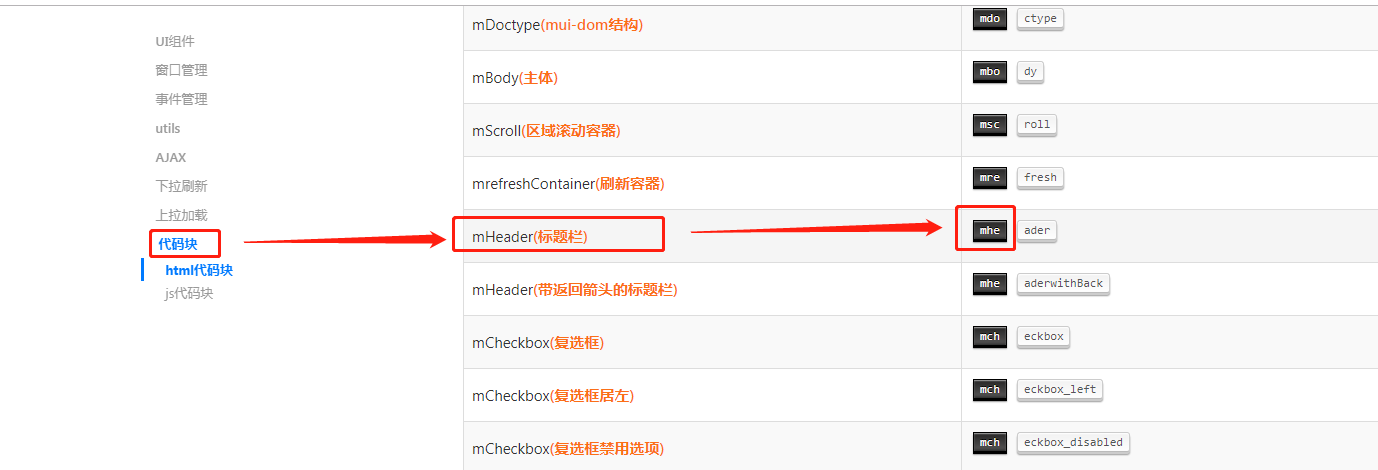 UI组件
窗口管理
事件管理
utils
AJAX
下拉刷新
上拉加载
代码块
html代码块
js代码块
mDoctype(mui-dom结构) mdo ctype
mBody(主体) mbo dy
mScroll(区域滚动容器) msc roll
mrefreshContainer(刷新容器) mre fresh
mHeader(标题栏) mhe ader
mHeader(带返回箭头的标题栏) mhe aderwithBack
mCheckbox(复选框) mch eckbox
mCheckbox(复选框居左) mch eckbox_left
mCheckbox(复选框禁用选项) mch eckbox_disabled